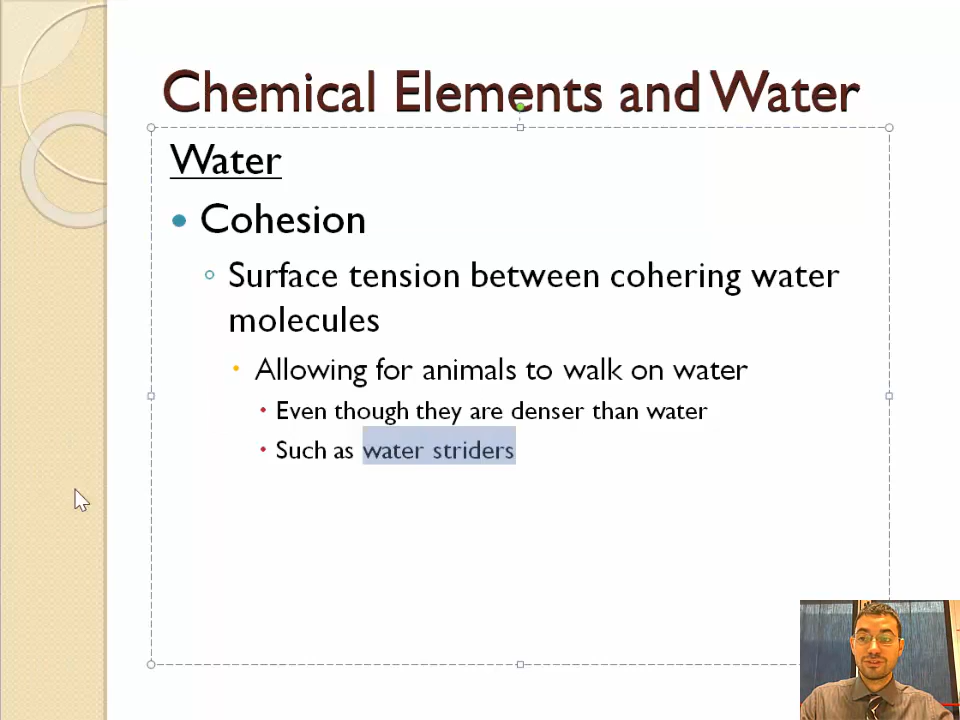 Chemical Elements and Water
Water
Cohesion
Surface tension between cohering water
molecules
Allowing for animals to walk on water
Even though they are denser than water
Such as water striders